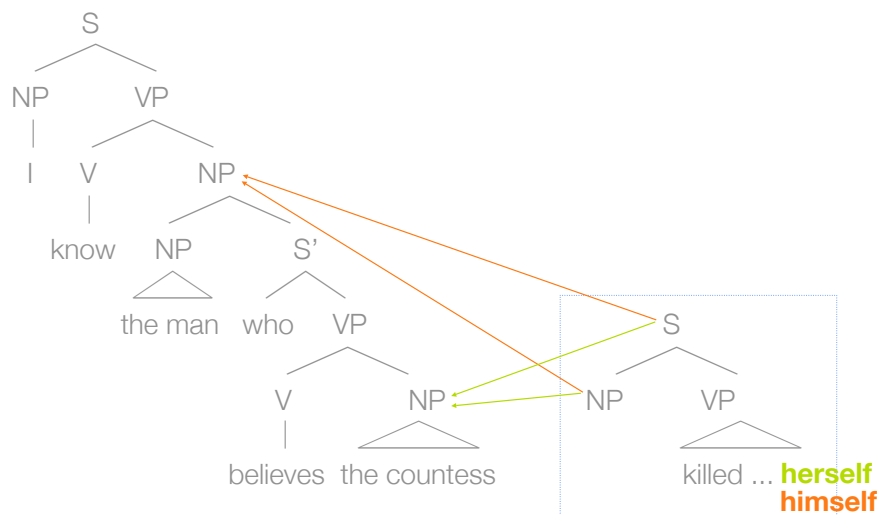 S
NP VP
I V NP
know NP S’
the man who VP S
V NP NP VP
believes the countess killed ... herself
himself